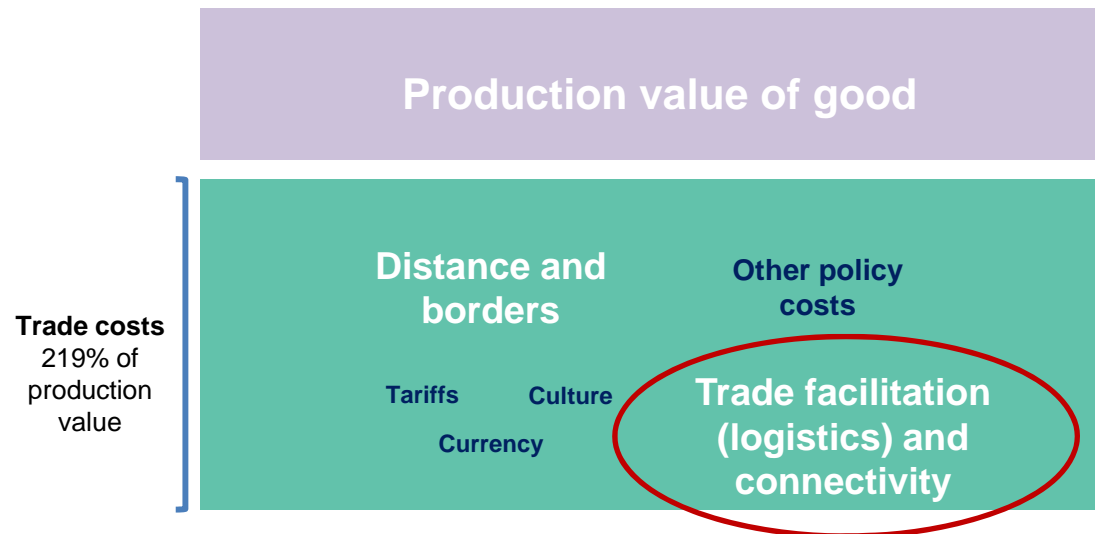 Production value of good
Distance and
borders
Other policy
costs
Trade costs
219% of
production
value
Tariffs
Culture
Currency
Trade facilitation
(logistics) and
connectivity